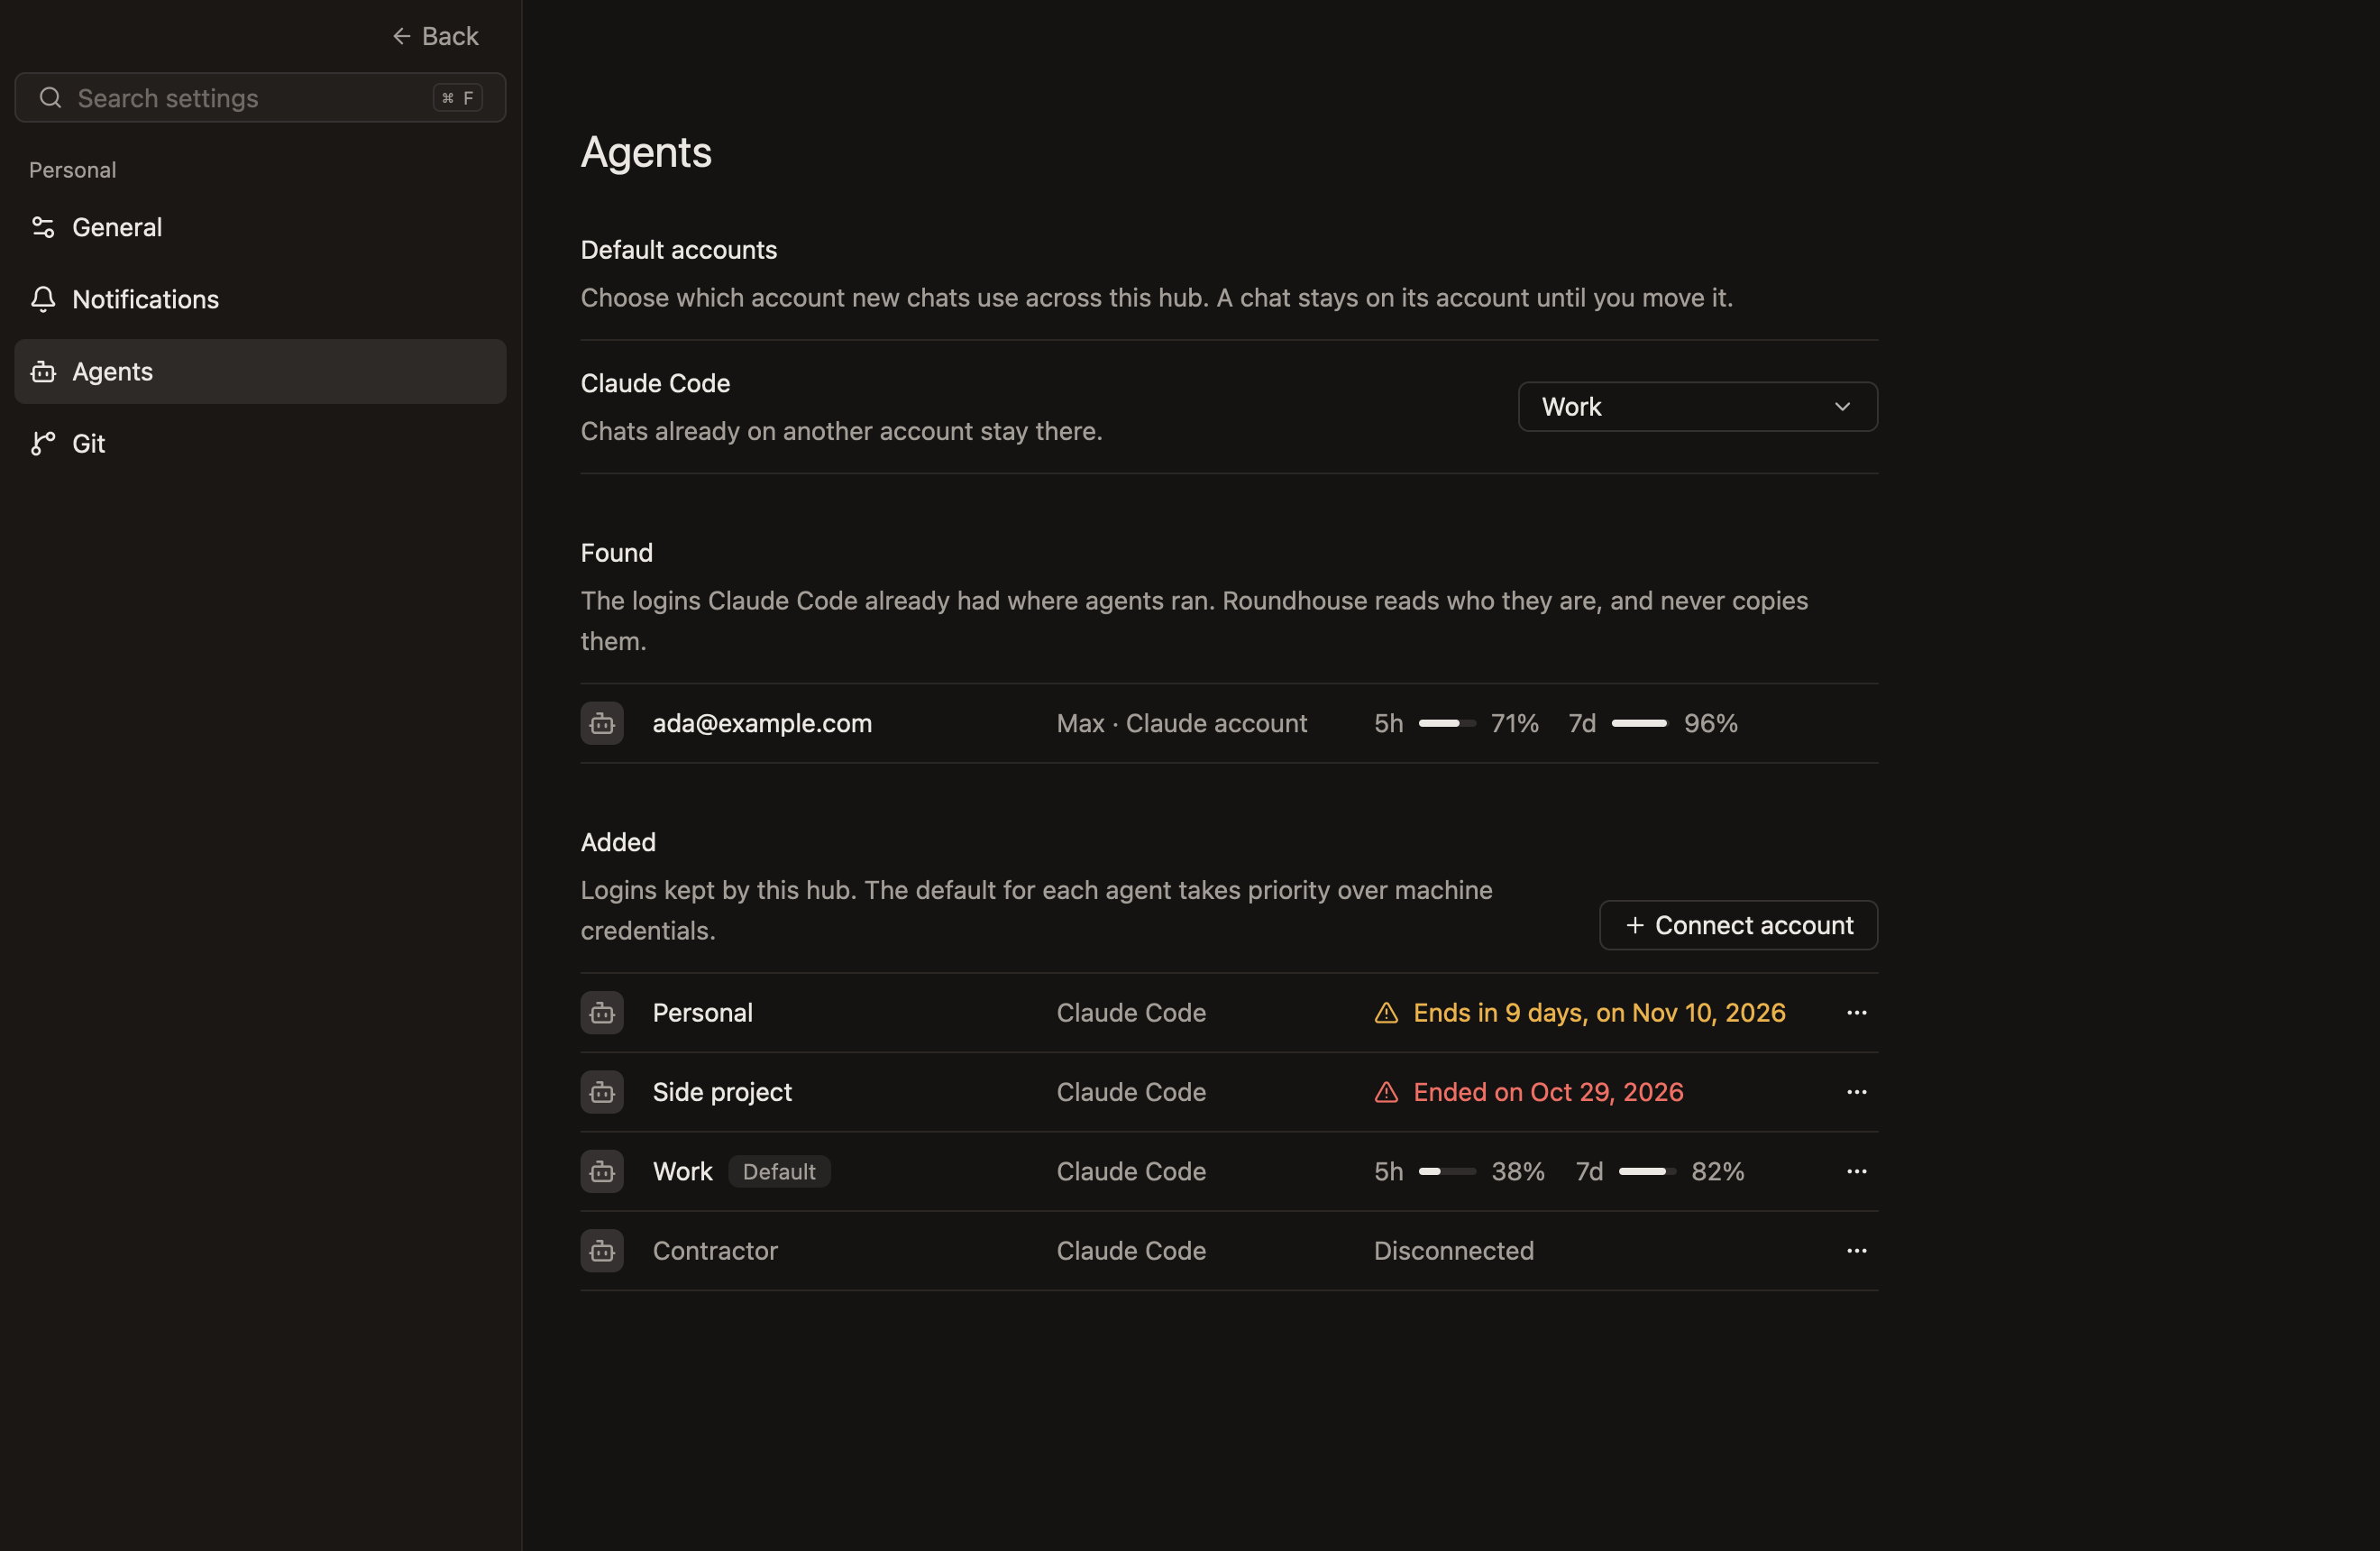 Back
Search settings
⌘ F
Personal
General
Notifications
Agents
Git
Agents
Default accounts
Choose which account new chats use across this hub. A chat stays on its account until you move it.
Claude Code
Chats already on another account stay there.
Work
Found
The logins Claude Code already had where agents ran. Roundhouse reads who they are, and never copies
them.
ada@example.com Max · Claude account 5h 71% 7d 96%
Added
Logins kept by this hub. The default for each agent takes priority over machine
credentials.
+ Connect account
Personal Claude Code Ends in 9 days, on Nov 10, 2026 ...
Side project Claude Code Ended on Oct 29, 2026 ...
Work Default Claude Code 5h 38% 7d 82% ...
Contractor Claude Code Disconnected ...